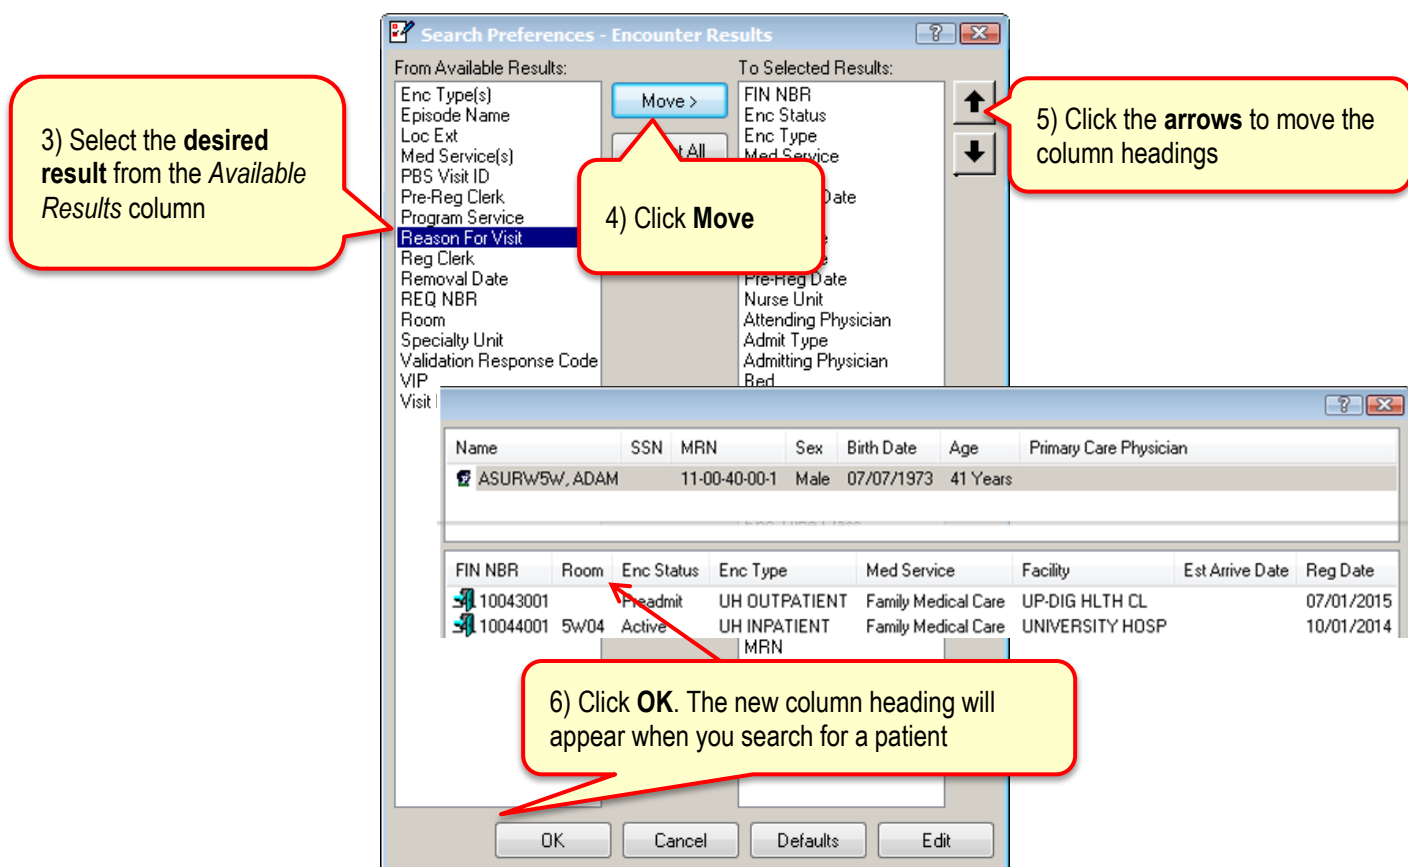 Search Preferences - Encounter Results
From Available Results:
To Selected Results:
Enc Type(s)
Episode Name
Loc Ext
Med Service(s)
PBS Visit ID
Pre-Reg Clerk
Program Service
Reason For Visit
Reg Clerk
Removal Date
REQ NBR
Room
Specialty Unit
Validation Response Code
VIP
Visit
Move >
All
FIN NBR
Enc Status
Enc Type
Med Service
Date
Pre-Reg Date
Nurse Unit
Attending Physician
Admit Type
Admitting Physician
Bed
3) Select the desired
result from the Available
Results column
4) Click Move
5) Click the arrows to move the
column headings
Name SSN MRN Sex Birth Date Age Primary Care Physician
ASURW5W, ADAM 11-00-40-00-1 Male 07/07/1973 41 Years
FIN NBR Room Enc Status Enc Type Med Service Facility Est Arrive Date Reg Date
10043001 Preadmit UH OUTPATIENT Family Medical Care UP-DIG HLTH CL 07/01/2015
10044001 5W04 Active UH INPATIENT Family Medical Care UNIVERSITY HOSP 10/01/2014
MRN
6) Click OK. The new column heading will
appear when you search for a patient
OK Cancel Defaults Edit